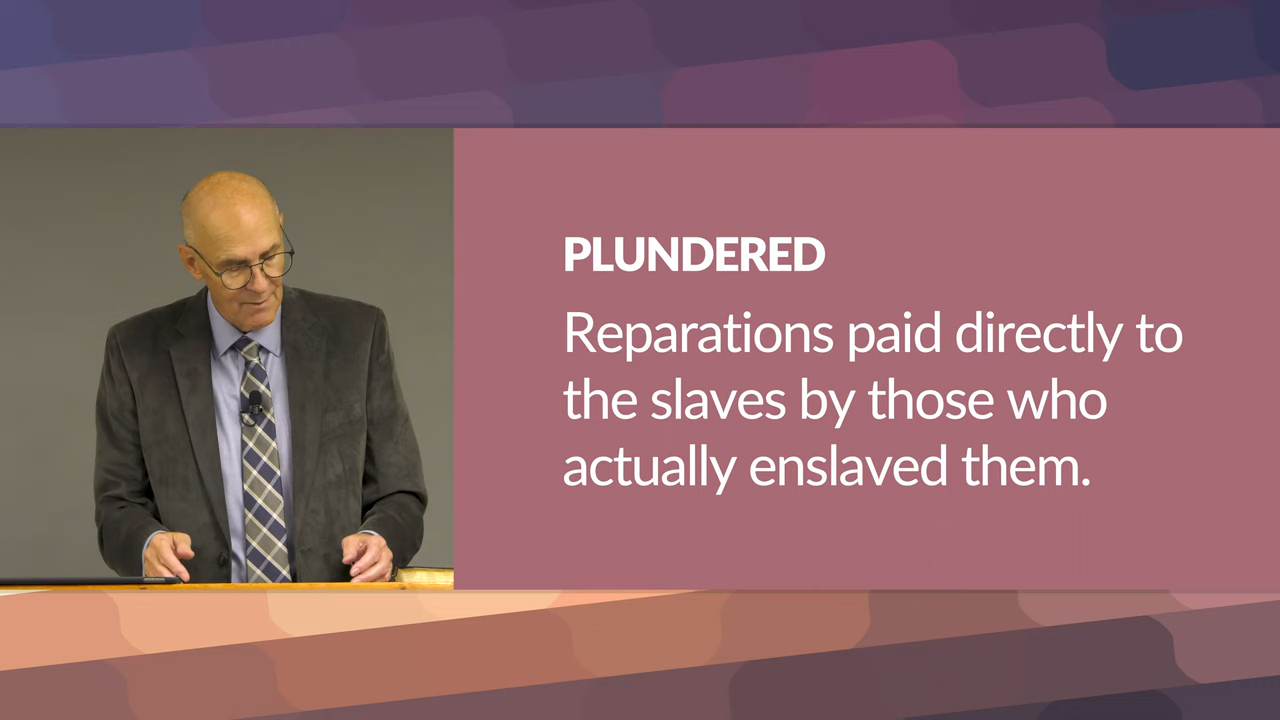 PLUNDERED
Reparations paid directly to
the slaves by those who
actually enslaved them.